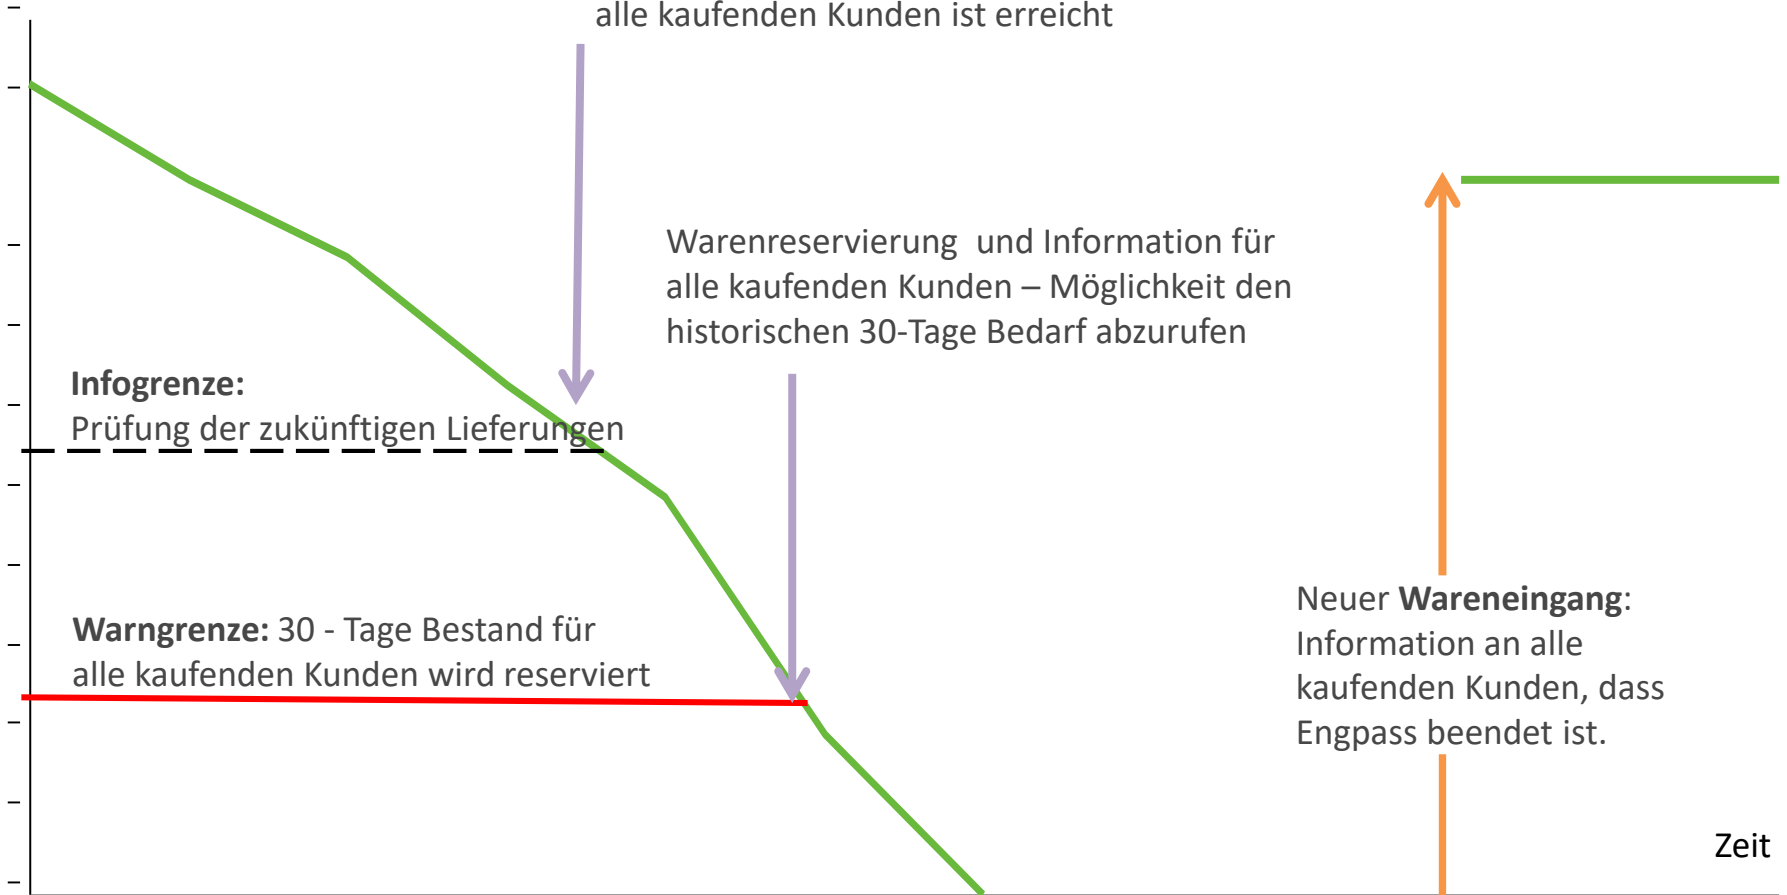 alle kaufenden Kunden ist erreicht
Warenreservierung und Information für
alle kaufenden Kunden – Möglichkeit den
historischen 30-Tage Bedarf abzurufen
Infogrenze:
Prüfung der zukünftigen Lieferungen
Warngrenze: 30 - Tage Bestand für
alle kaufenden Kunden wird reserviert
Neuer Wareneingang:
Information an alle
kaufenden Kunden, dass
Engpass beendet ist.
Zeit